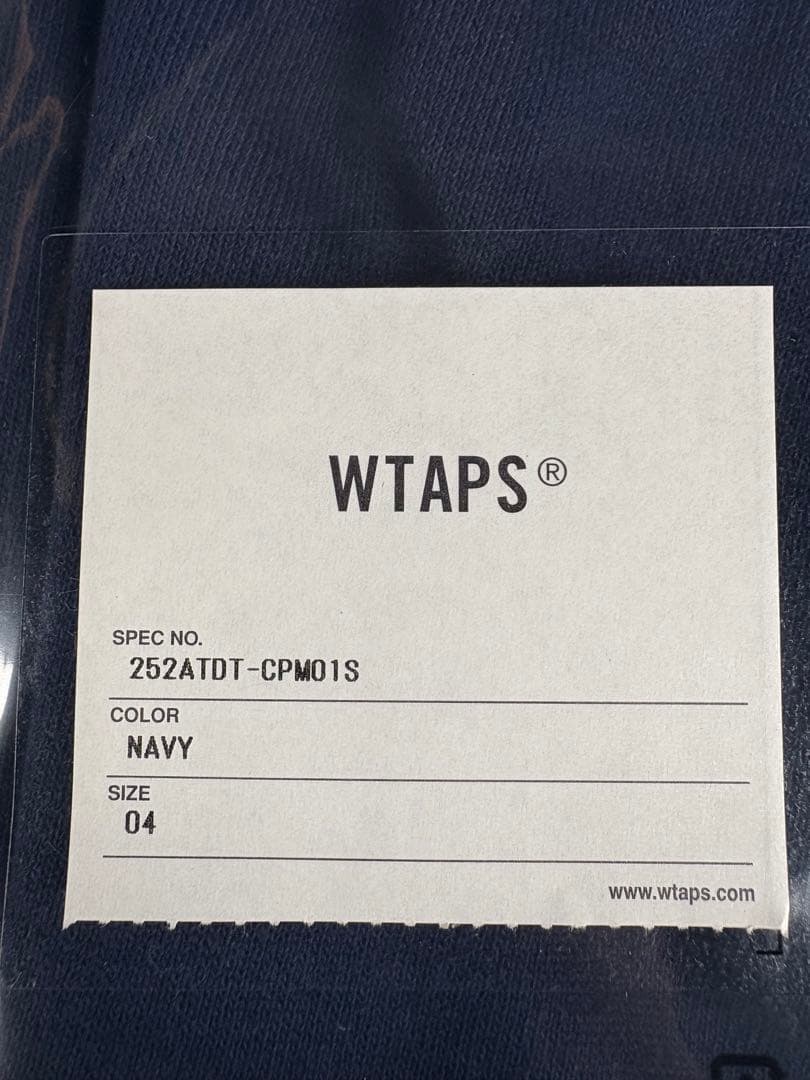 WTAPS®
SPEC NO.
252ATDT-CPM01S
COLOR
NAVY
SIZE
04
www.wtaps.com